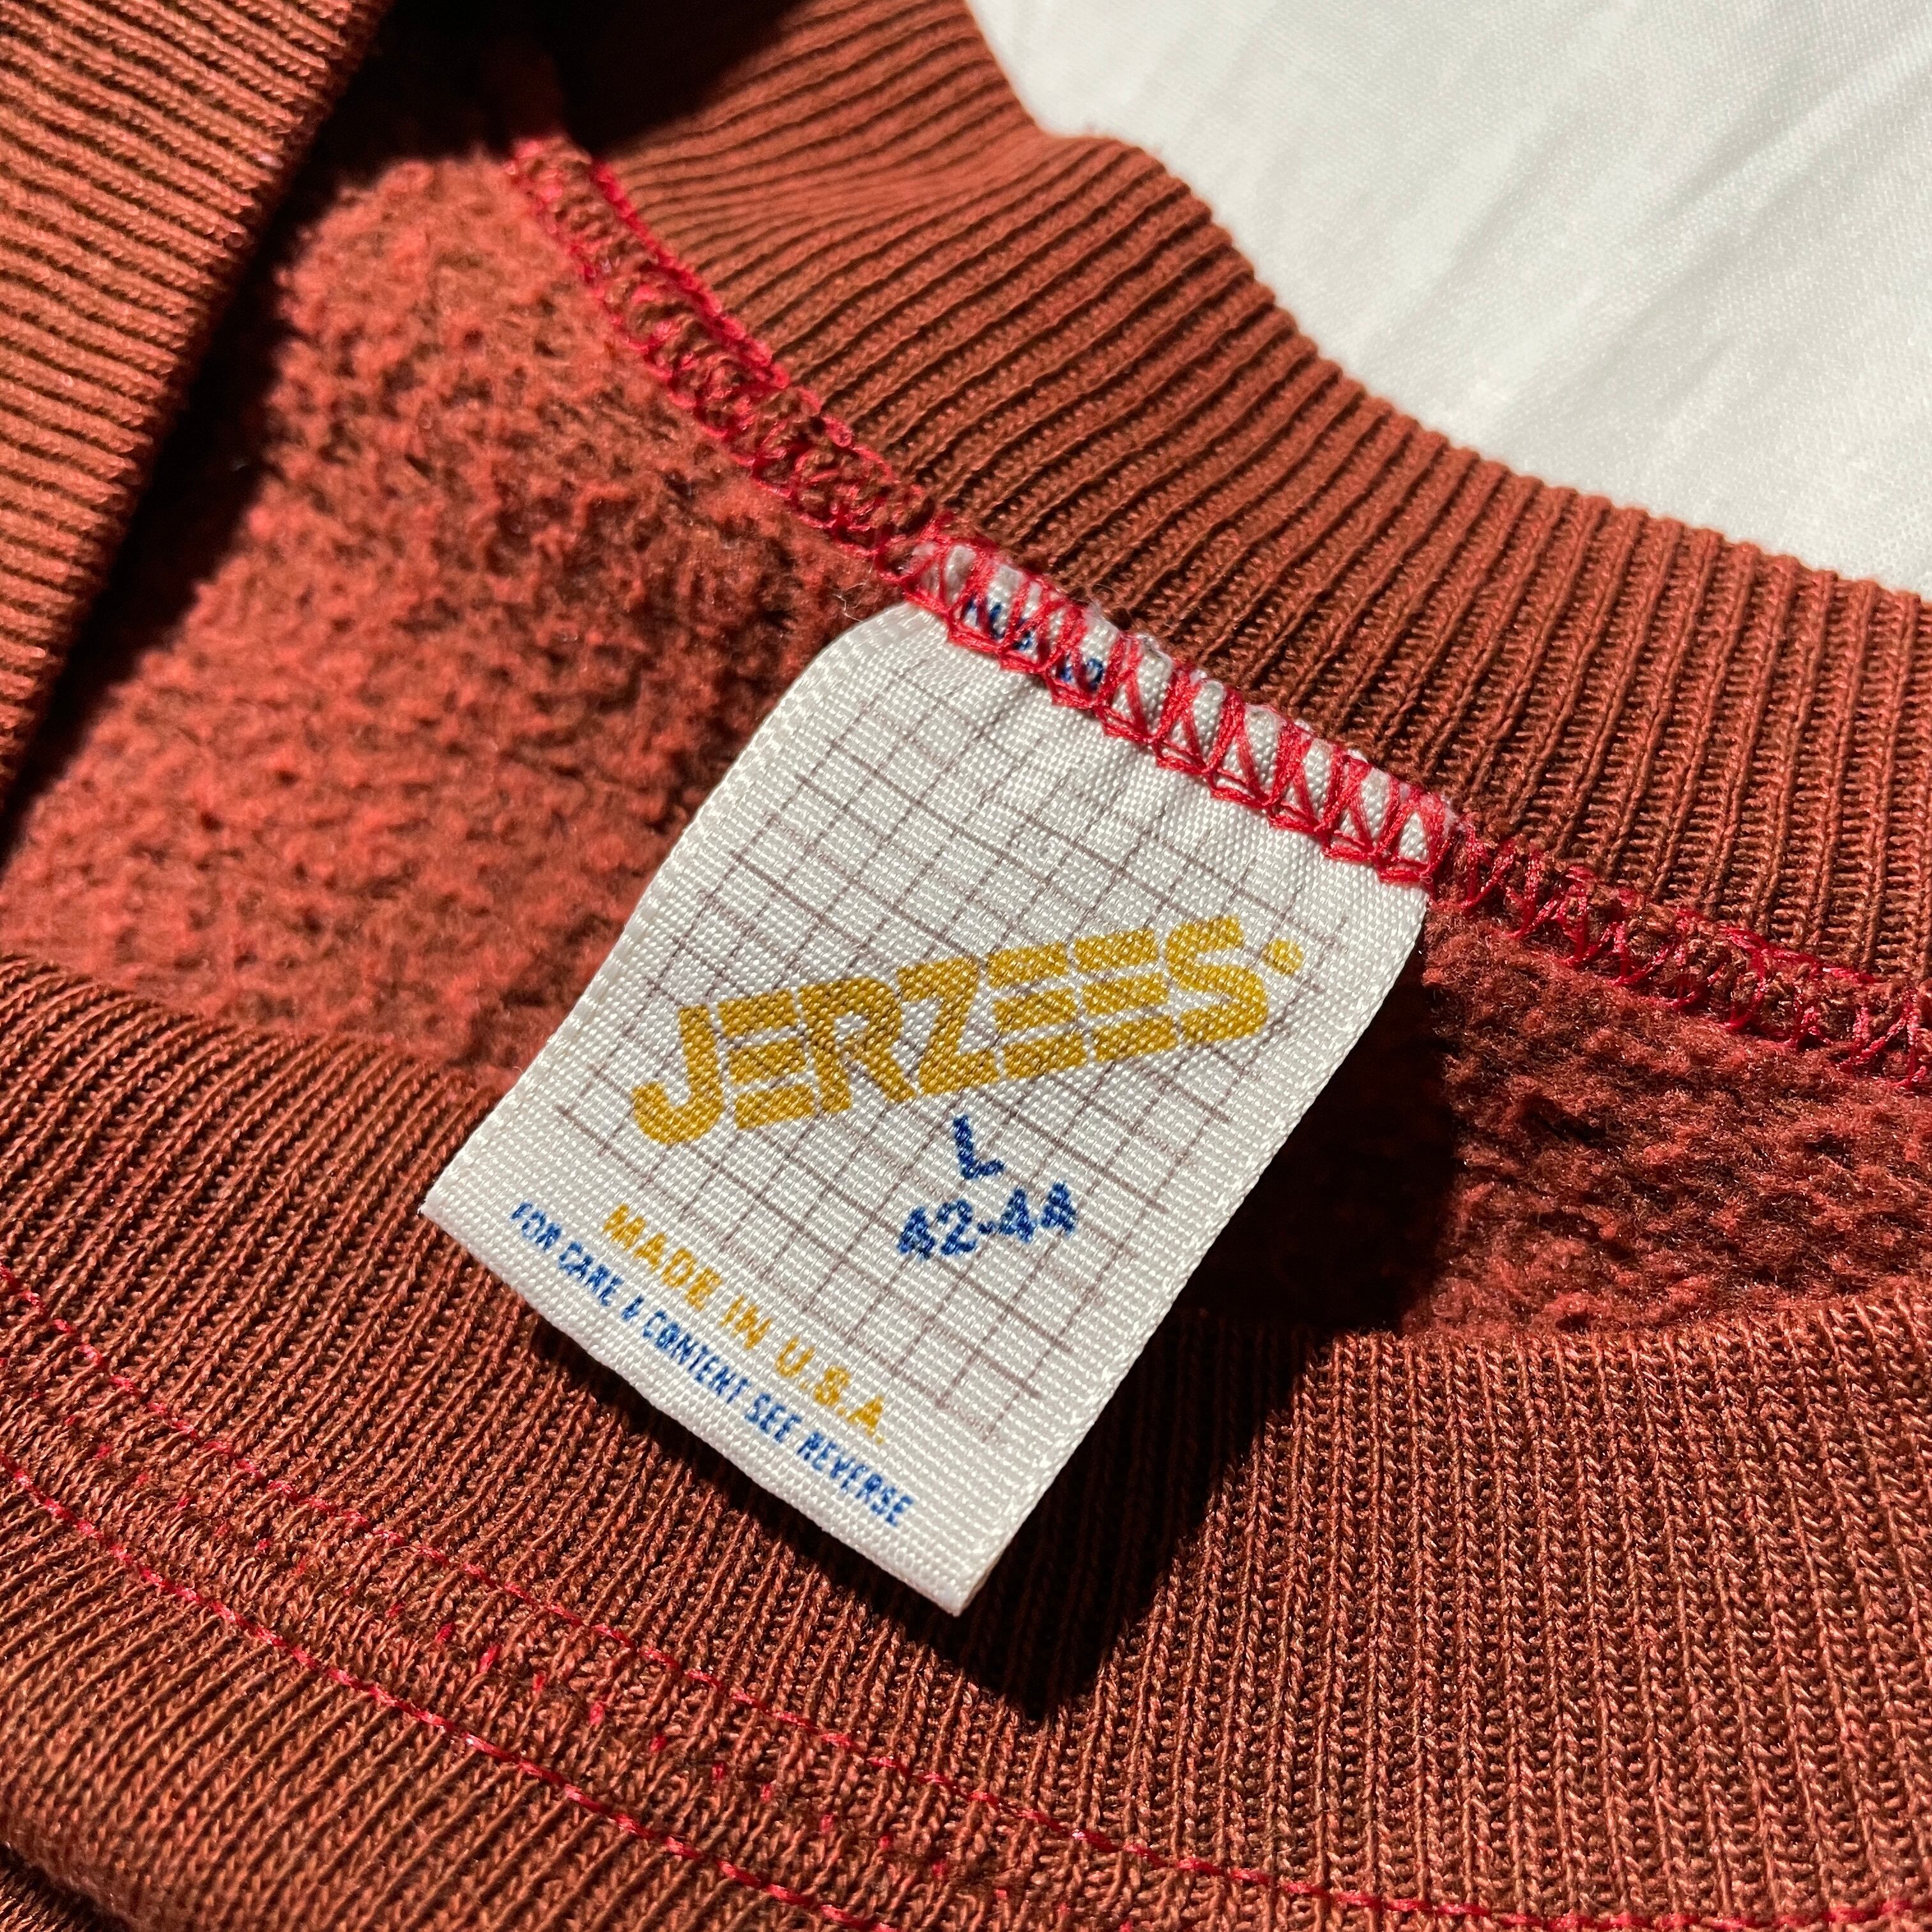 JERZEES
L
42-44
MADE IN U.S.A.
FOR CARE & CONTENT SEE REVERSE